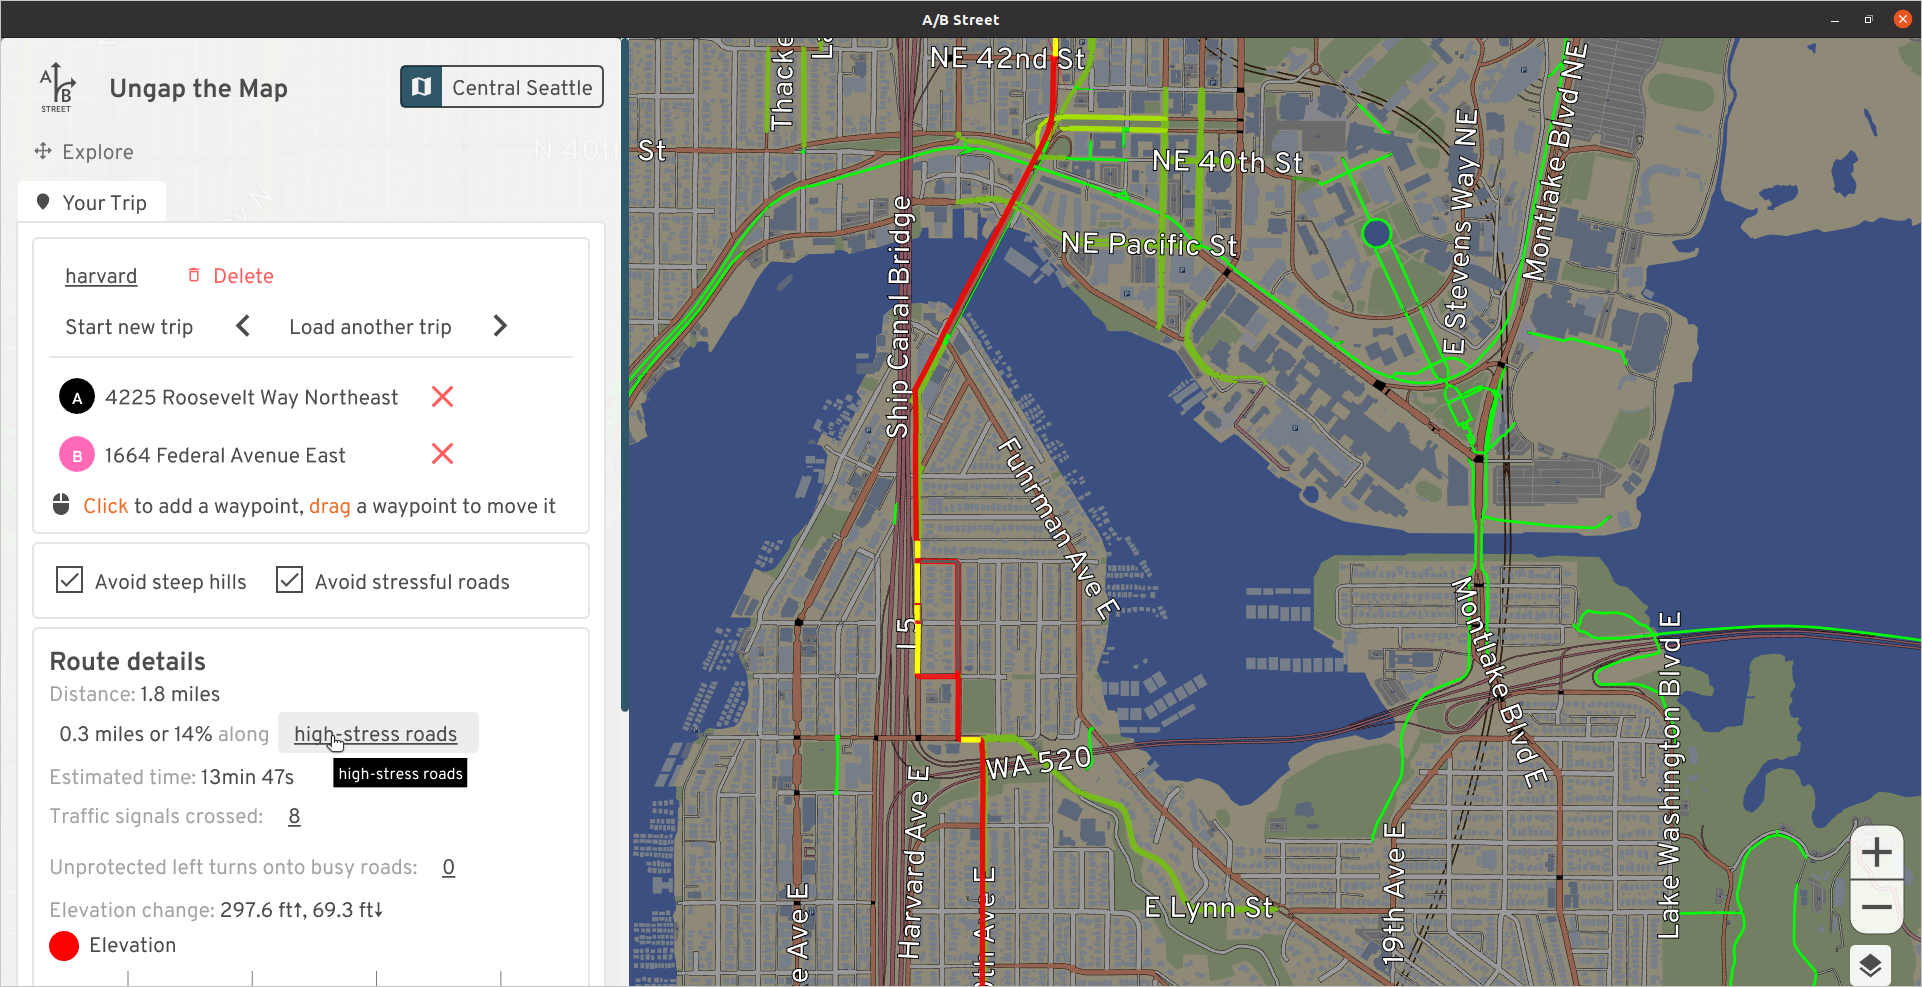 A/B Street
A
B
STREET
Ungap the Map
Central Seattle
Explore
N 40th St
Your Trip
harvard
Delete
Start new trip
Load another trip
A
4225 Roosevelt Way Northeast
B
1664 Federal Avenue East
Click to add a waypoint, drag a waypoint to move it
Avoid steep hills
Avoid stressful roads
Route details
Distance: 1.8 miles
0.3 miles or 14% along high-stress roads
high-stress roads
Estimated time: 13min 47s
Traffic signals crossed: 8
Unprotected left turns onto busy roads: 0
Elevation change: 297.6 ft↑, 69.3 ft↓
Elevation
NE 42nd St
Thacke
NE 40th St
NE Pacific St
Ship Canal Bridge
E Stevens Way NE
Montlake Blvd NE
Fuhrman Ave E
I 5
Montlake Blvd E
Lake Washington Blvd E
WA 520
Harvard Ave E
E Lynn St
19th Ave E
e Ave E
th Ave E